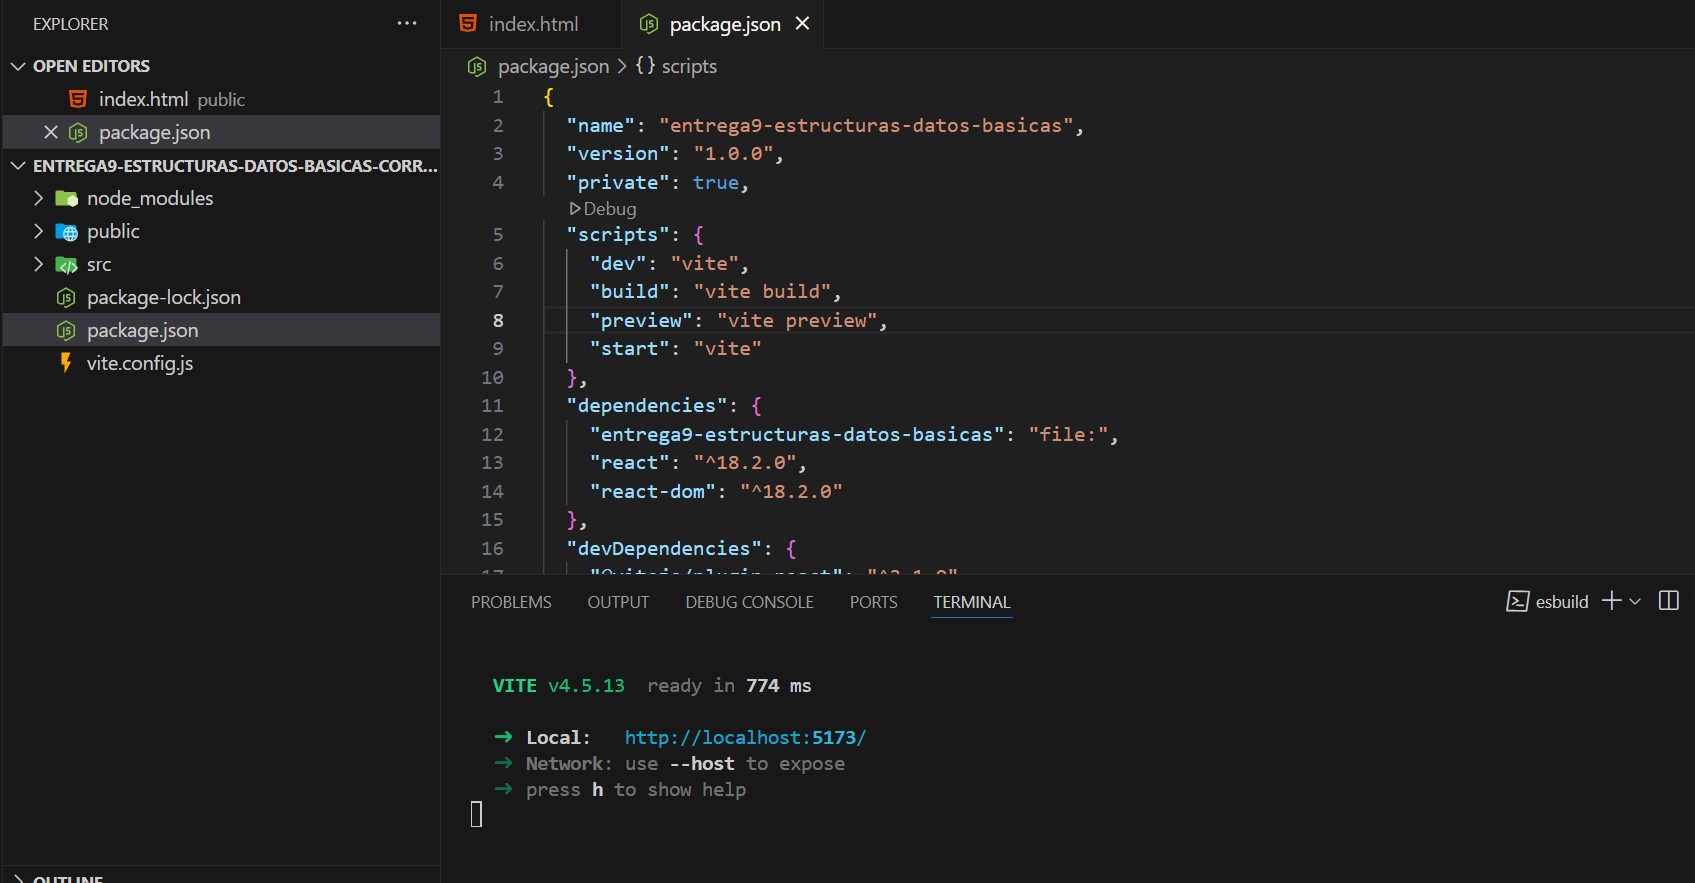 EXPLORER
···
OPEN EDITORS
index.html public
package.json
ENTREGA9-ESTRUCTURAS-DATOS-BASICAS-CORR...
node_modules
public
src
package-lock.json
package.json
vite.config.js
OUTLINE
index.html
package.json
package.json > {} scripts
1 {
2 "name": "entrega9-estructuras-datos-basicas",
3 "version": "1.0.0",
4 "private": true,
Debug
5 "scripts": {
6 "dev": "vite",
7 "build": "vite build",
8 "preview": "vite preview",
9 "start": "vite"
10 },
11 "dependencies": {
12 "entrega9-estructuras-datos-basicas": "file:",
13 "react": "^18.2.0",
14 "react-dom": "^18.2.0"
15 },
16 "devDependencies": {
PROBLEMS OUTPUT DEBUG CONSOLE PORTS TERMINAL
esbuild
VITE v4.5.13 ready in 774 ms
➜ Local: http://localhost:5173/
➜ Network: use --host to expose
➜ press h to show help